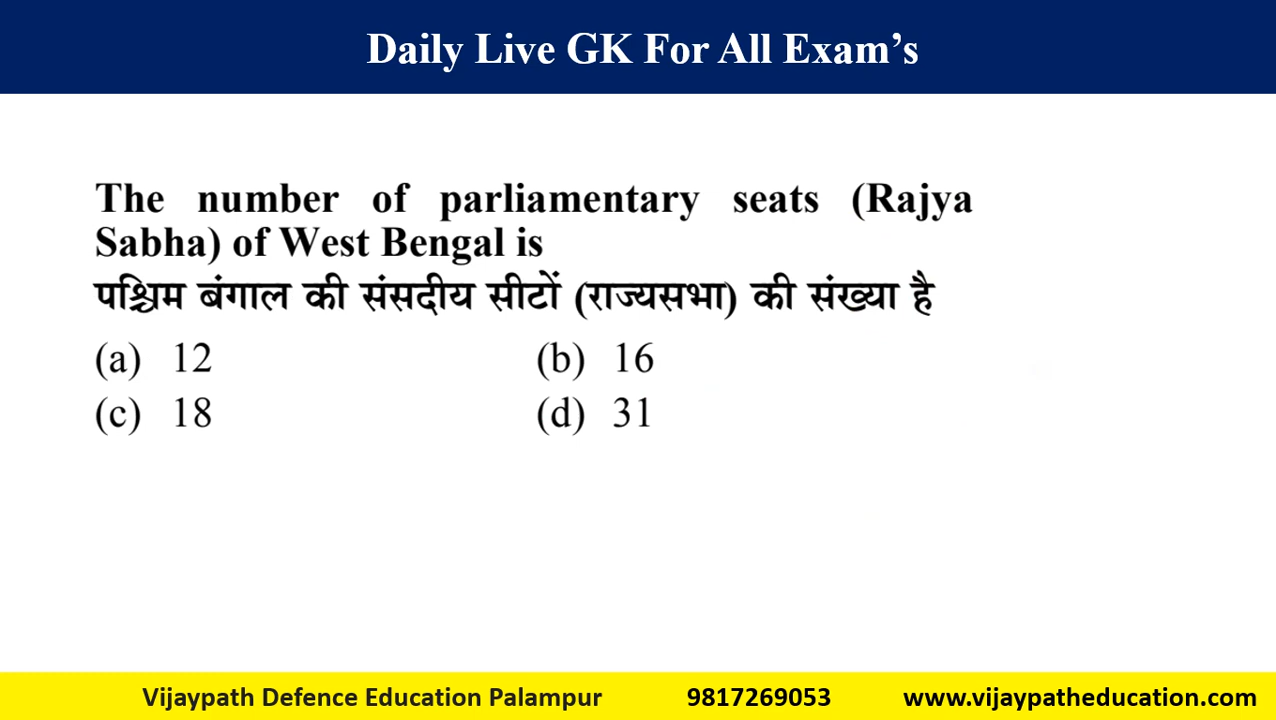 Daily Live GK For All Exam’s
The number of parliamentary seats (Rajya
Sabha) of West Bengal is
पश्चिम बंगाल की संसदीय सीटों (राज्यसभा) की संख्या है
(a) 12 (b) 16
(c) 18 (d) 31
Vijaypath Defence Education Palampur 9817269053 www.vijaypatheducation.com